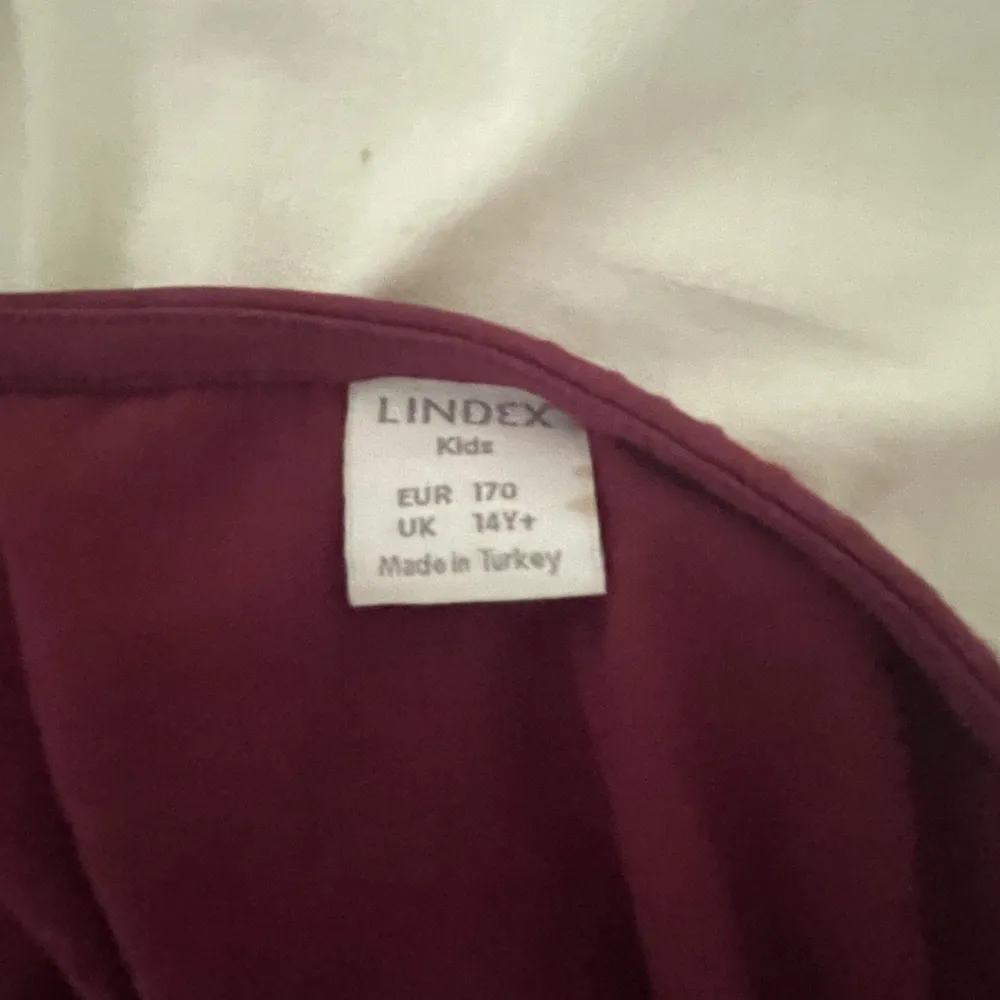 LINDEX
Kids
EUR 170
UK 14Y+
Made in Turkey